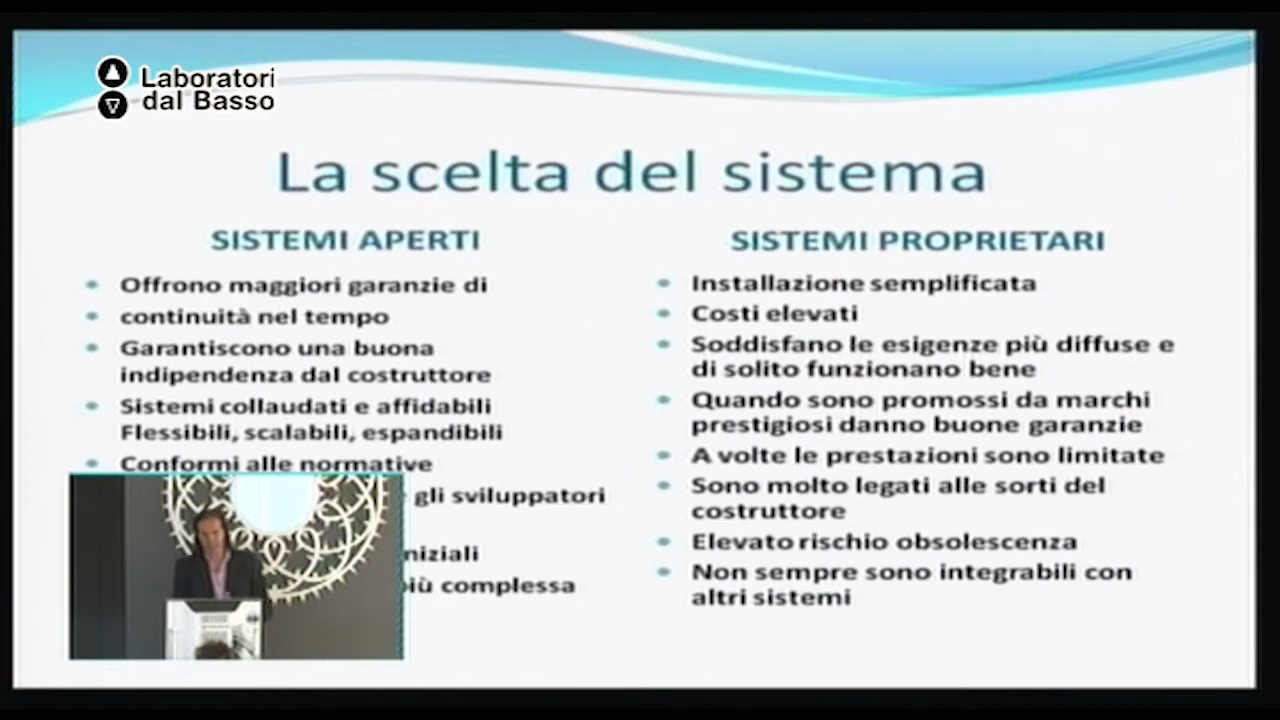 Laboratori
dal Basso
La scelta del sistema
SISTEMI APERTI
Offrono maggiori garanzie di
continuità nel tempo
Garantiscono una buona
indipendenza dal costruttore
Sistemi collaudati e affidabili
Flessibili, scalabili, espandibili
Conformi alle normative
gli sviluppatori
niziali
più complessa
SISTEMI PROPRIETARI
Installazione semplificata
Costi elevati
Soddisfano le esigenze più diffuse e
di solito funzionano bene
Quando sono promossi da marchi
prestigiosi danno buone garanzie
A volte le prestazioni sono limitate
Sono molto legati alle sorti del
costruttore
Elevato rischio obsolescenza
Non sempre sono integrabili con
altri sistemi